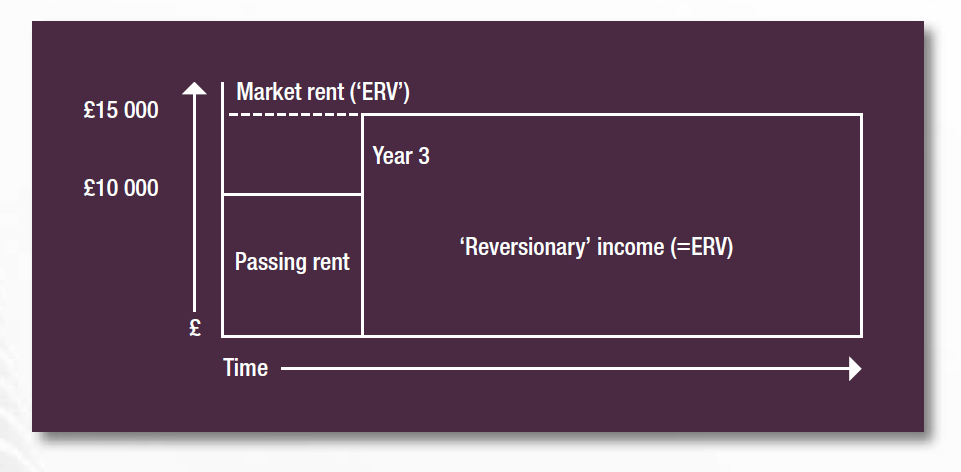 Market rent (‘ERV’)
£15 000
Year 3
£10 000
‘Reversionary’ income (=ERV)
Passing rent
£
Time